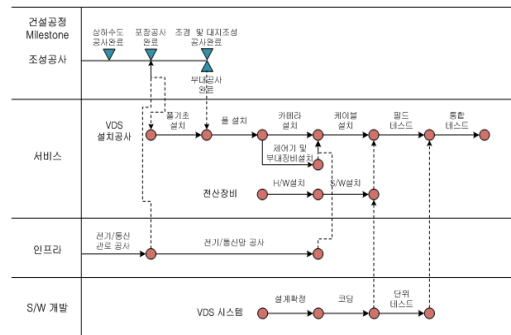 건설공정
Milestone
조성공사
상하수도
공사완료
포장공사
완료
조경 및 대지조성
공사완료
부대공사
완료
서비스
VDS
설치공사
폴기초
설치
폴 설치
카메라
설치
케이블
설치
필드
테스트
통합
테스트
제어기 및
부대장비설치
전산장비
H/W설치
S/W설치
인프라
전기/통신
관로 공사
전기/통신망 공사
S/W 개발
VDS 시스템
설계확정
코딩
단위
테스트